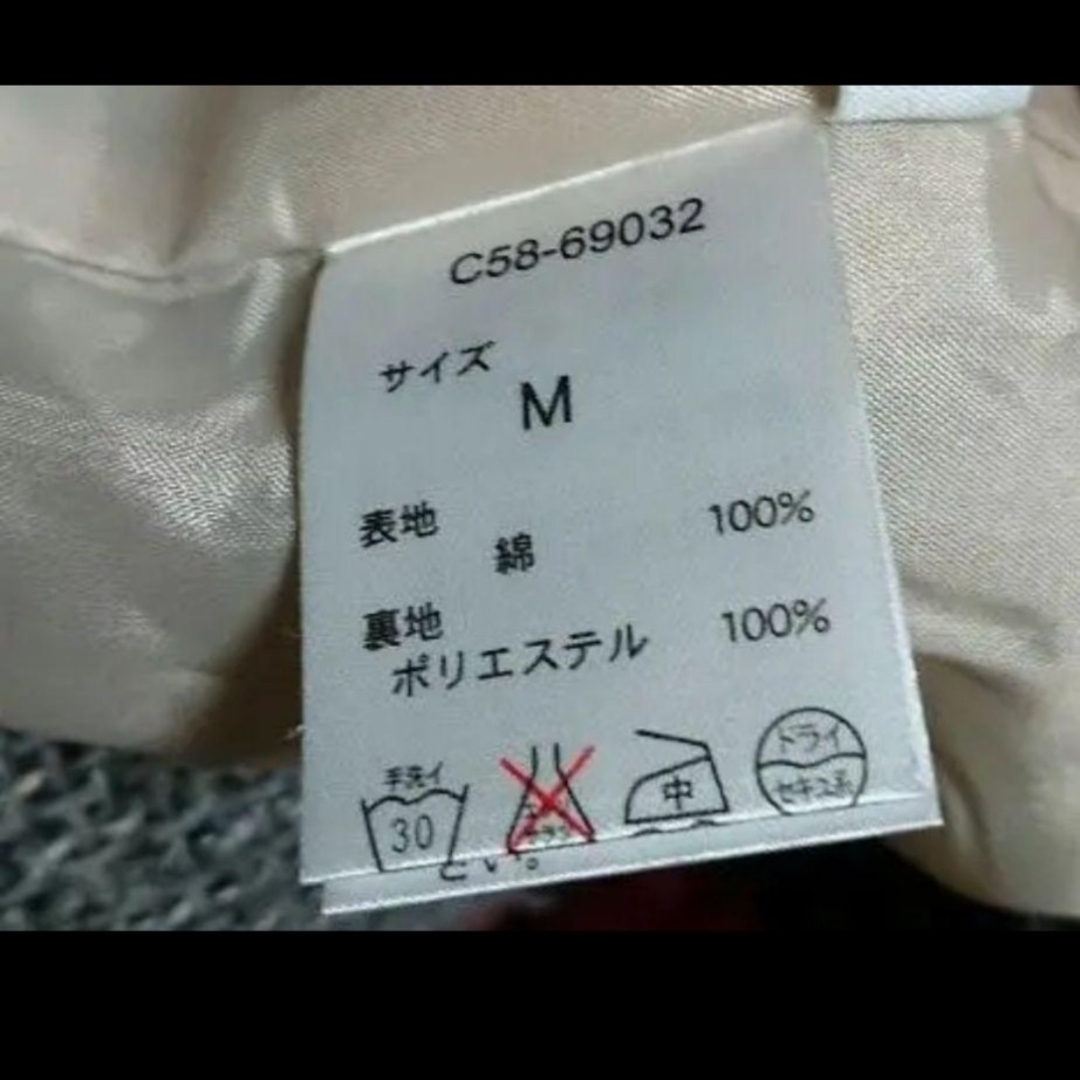 C58-69032
サイズ
M
表地
綿 100%
裏地
ポリエステル 100%
手洗イ
30
中
ドライ
セキユ系